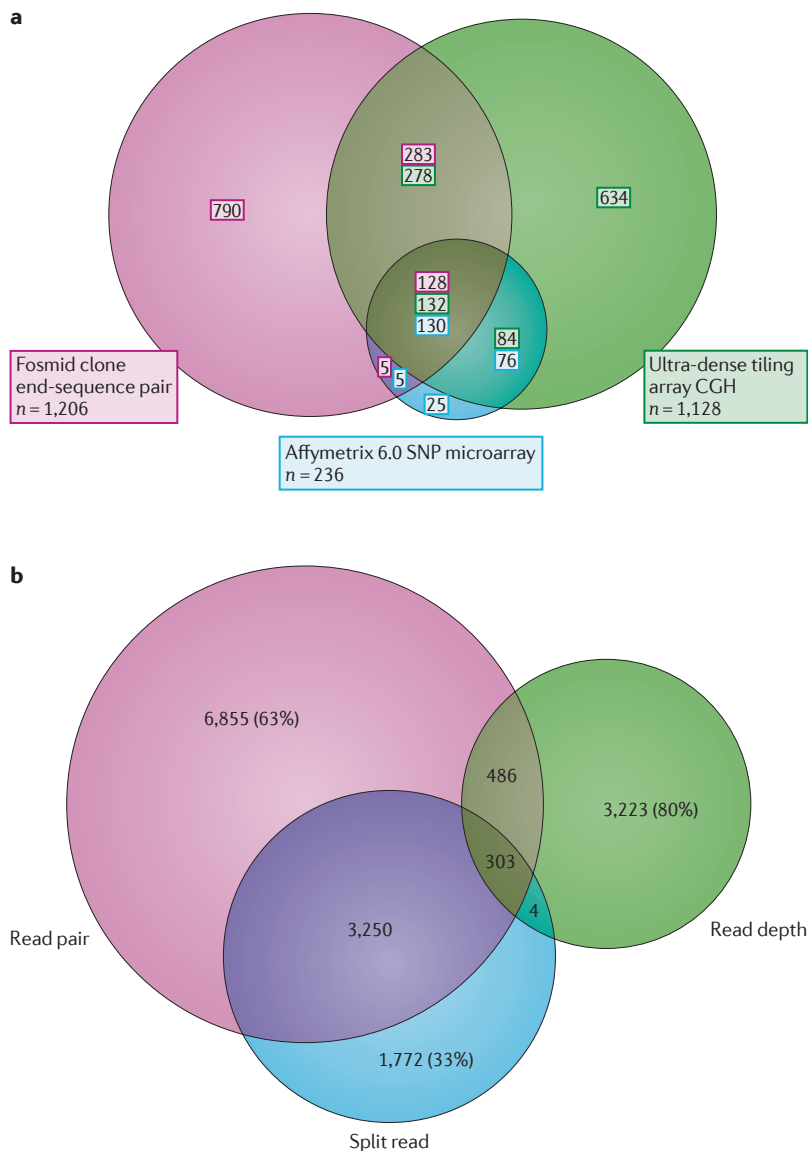 a
283
278
790
634
128
132
130
84
76
5
5
25
Fosmid clone
end-sequence pair
n = 1,206
Ultra-dense tiling
array CGH
n = 1,128
Affymetrix 6.0 SNP microarray
n = 236
b
6,855 (63%)
486
3,223 (80%)
303
4
3,250
Read pair
Read depth
1,772 (33%)
Split read